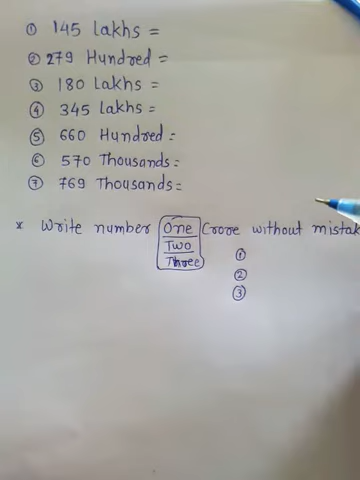 ① 145 Lakhs =
② 279 Hundred =
③ 180 Lakhs =
④ 345 Lakhs =
⑤ 660 Hundred =
⑥ 570 Thousands =
⑦ 769 Thousands =
* Write number One Crore without mistak
Two
Three
①
②
③